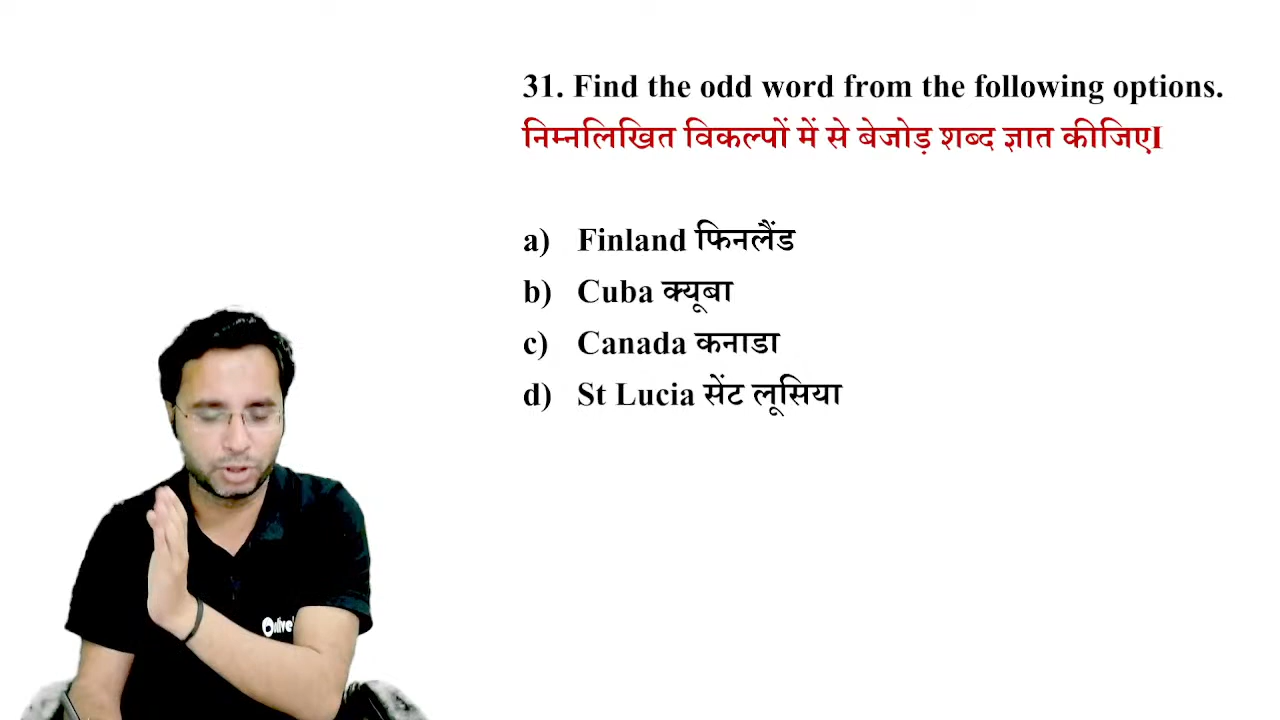 31. Find the odd word from the following options.
निम्नलिखित विकल्पों में से बेजोड़ शब्द ज्ञात कीजिएI
a) Finland फिनलैंड
b) Cuba क्यूबा
c) Canada कनाडा
d) St Lucia सेंट लूसिया